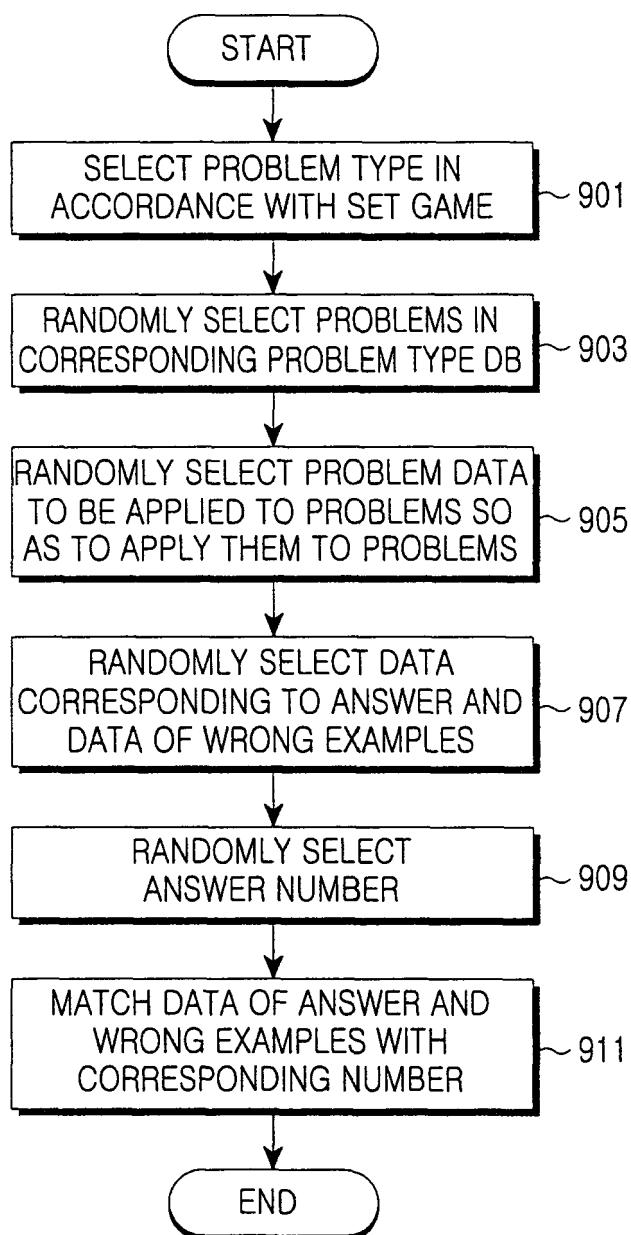 START
SELECT PROBLEM TYPE IN
ACCORDANCE WITH SET GAME
901
RANDOMLY SELECT PROBLEMS IN
CORRESPONDING PROBLEM TYPE DB
903
RANDOMLY SELECT PROBLEM DATA
TO BE APPLIED TO PROBLEMS SO
AS TO APPLY THEM TO PROBLEMS
905
RANDOMLY SELECT DATA
CORRESPONDING TO ANSWER AND
DATA OF WRONG EXAMPLES
907
RANDOMLY SELECT
ANSWER NUMBER
909
MATCH DATA OF ANSWER AND
WRONG EXAMPLES WITH
CORRESPONDING NUMBER
911
END